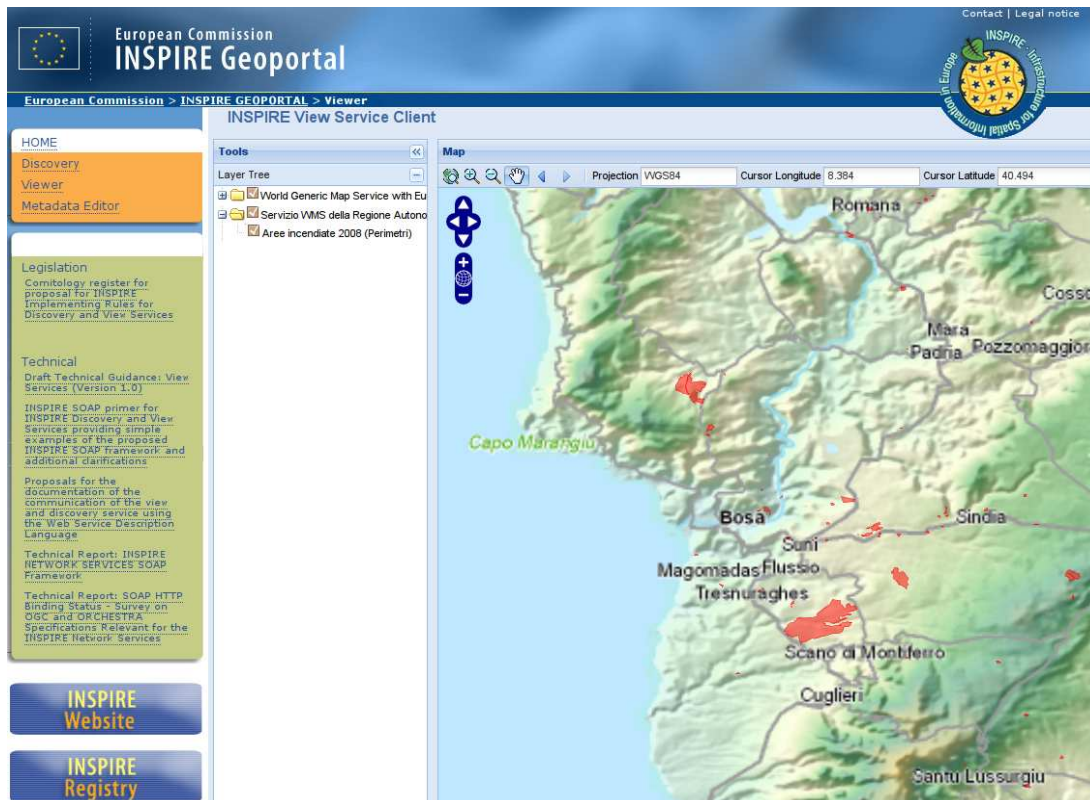 Contact | Legal notice
European Commission
INSPIRE Geoportal
INSPIRE - Infrastructure for Spatial Information in Europe
European Commission > INSPIRE GEOPORTAL > Viewer
INSPIRE View Service Client
HOME
Discovery
Viewer
Metadata Editor
Legislation
Comitology register for
proposal for INSPIRE
Implementing Rules for
Discovery and View Services
Technical
Draft Technical Guidance: View
Services (Version 1.0)
INSPIRE SOAP primer for
INSPIRE Discovery and View
Services providing simple
examples of the proposed
INSPIRE SOAP framework and
additional clarifications
Proposals for the
documentation of the
communication of the view
and discovery service using
the Web Service Description
Language
Technical Report: INSPIRE
NETWORK SERVICES SOAP
Framework
Technical Report: SOAP HTTP
Binding Status - Survey on
OGC and ORCHESTRA
Specifications Relevant for the
INSPIRE Network Services
INSPIRE
Website
INSPIRE
Registry
Tools
Layer Tree
World Generic Map Service with Eu
Servizio WMS della Regione Autono
Aree incendiate 2008 (Perimetri)
Map
Projection WGS84 Cursor Longitude 8.384 Cursor Latitude 40.494
Romana
Cosso
Mara
Padria Pozzomaggior
Capo Marangiu
Bosa
Sindia
Suni
Magomadas Flussio
Tresnuraghes
Scano di Montiferro
Cuglieri
Santu Lussurgiu